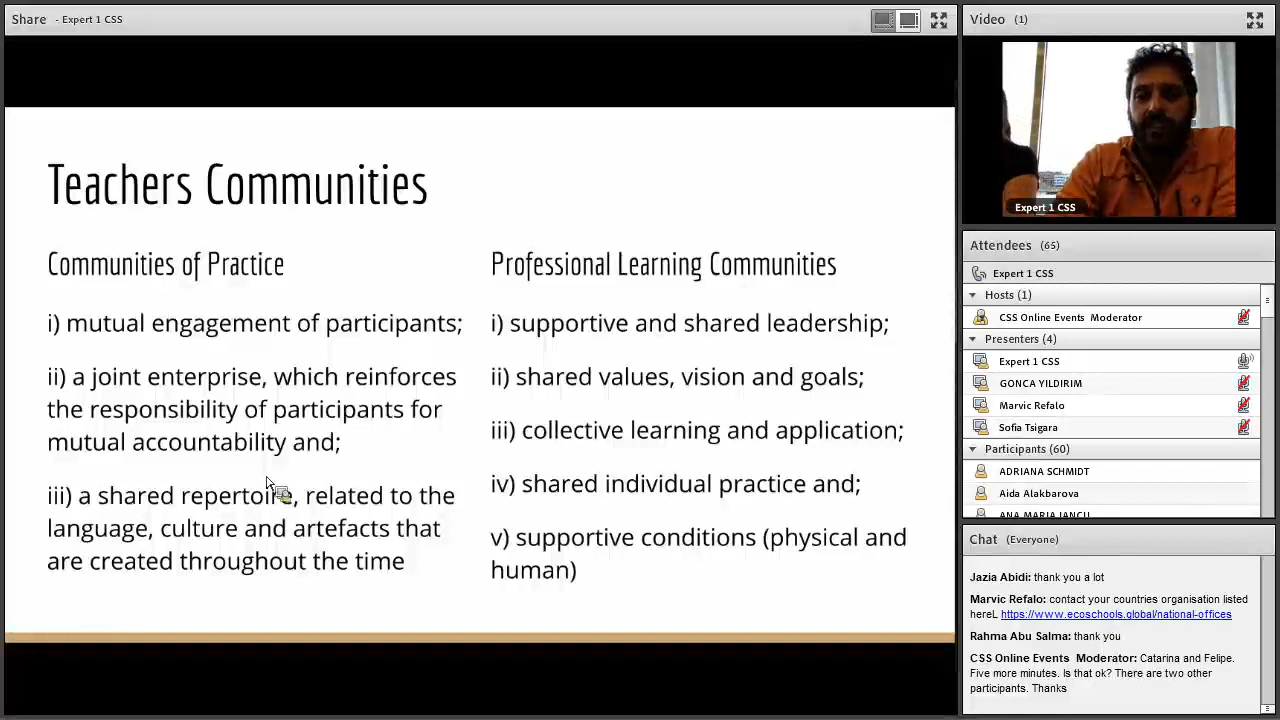 Share - Expert 1 CSS
Teachers Communities
Communities of Practice
i) mutual engagement of participants;
ii) a joint enterprise, which reinforces
the responsibility of participants for
mutual accountability and;
iii) a shared repertoire, related to the
language, culture and artefacts that
are created throughout the time
Professional Learning Communities
i) supportive and shared leadership;
ii) shared values, vision and goals;
iii) collective learning and application;
iv) shared individual practice and;
v) supportive conditions (physical and
human)
Video (1)
Expert 1 CSS
Attendees (65)
Expert 1 CSS
Hosts (1)
CSS Online Events Moderator
Presenters (4)
Expert 1 CSS
GONCA YILDIRIM
Marvic Refalo
Sofia Tsigara
Participants (60)
ADRIANA SCHMIDT
Aida Alakbarova
ANA MARIA IANCU
Chat (Everyone)
Jazia Abidi: thank you a lot
Marvic Refalo: contact your countries organisation listed
hereL https://www.ecoschools.global/national-offices
Rahma Abu Salma: thank you
CSS Online Events Moderator: Catarina and Felipe.
Five more minutes. Is that ok? There are two other
participants. Thanks